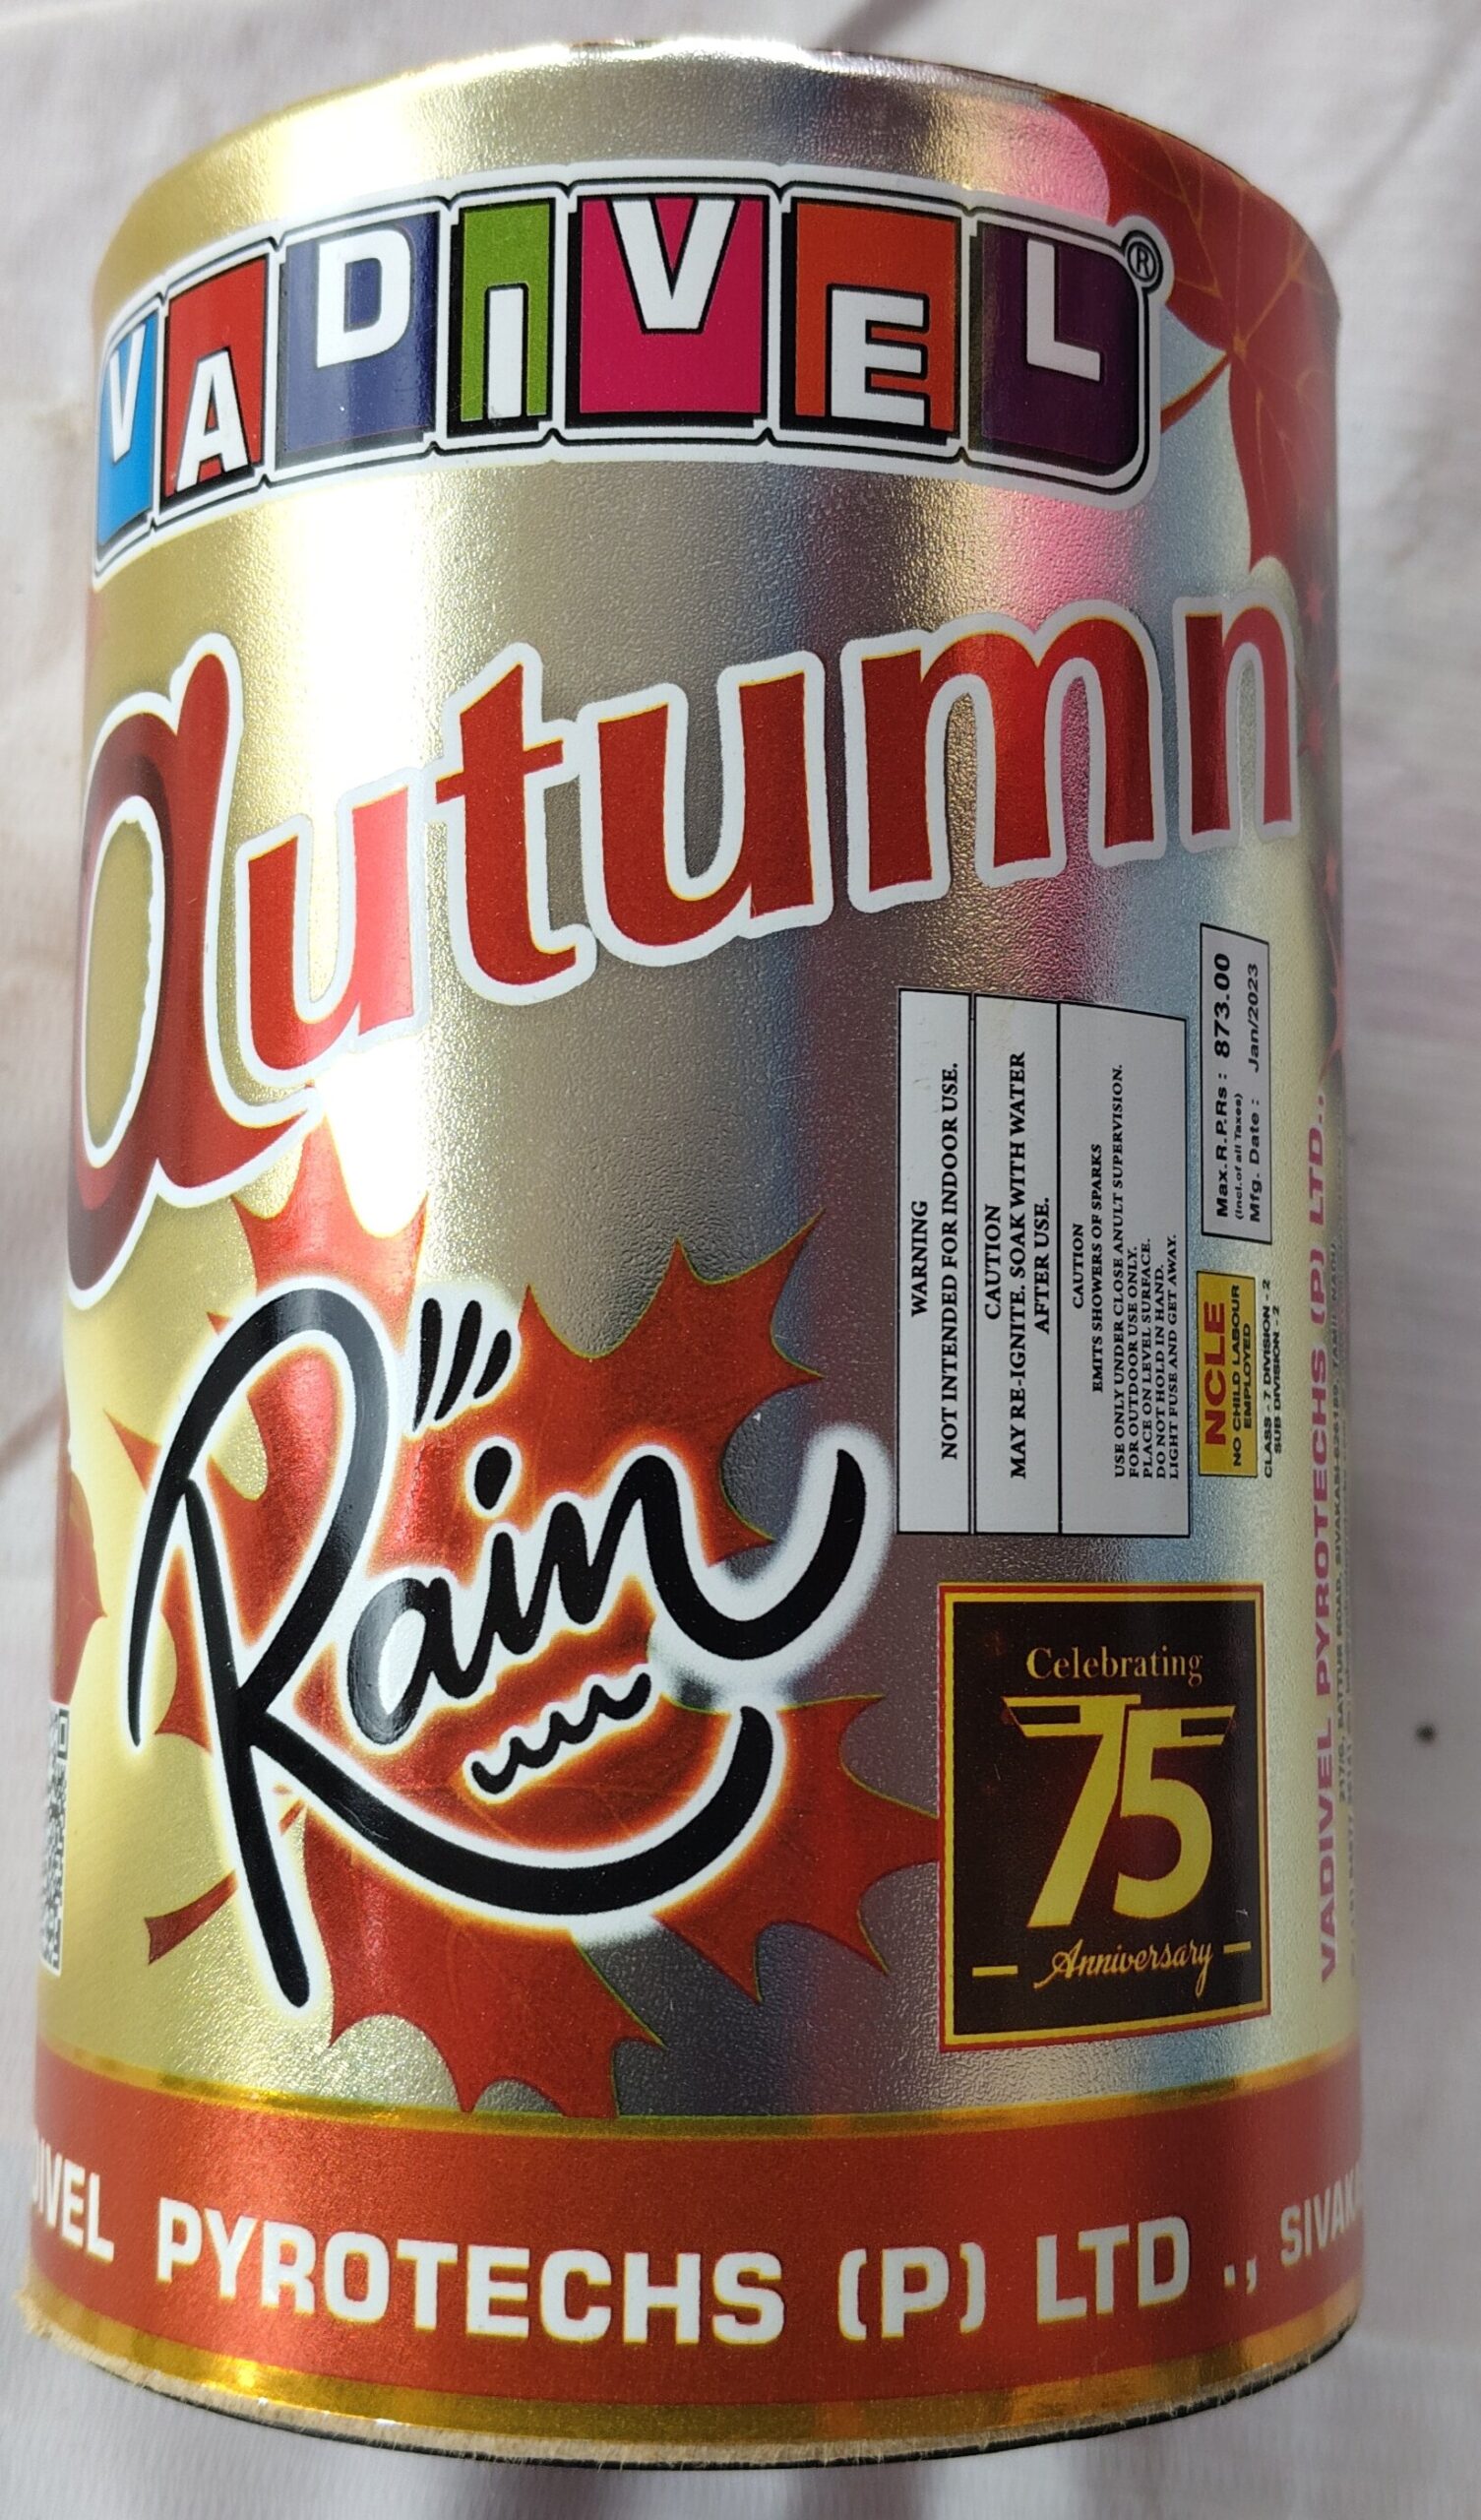 VADIVEL®
Autumn
Rain
WARNING
NOT INTENDED FOR INDOOR USE.
CAUTION
MAY RE-IGNITE. SOAK WITH WATER
AFTER USE.
CAUTION
EMITS SHOWERS OF SPARKS
USE ONLY UNDER CLOSE ANULT SUPERVISION.
FOR OUTDOOR USE ONLY.
PLACE ON LEVEL SURFACE.
DO NOT HOLD IN HAND.
LIGHT FUSE AND GET AWAY.
Max.R.P.Rs : 873.00
(Incl.of all Taxes)
Mfg. Date : Jan/2023
NCLE
NO CHILD LABOUR
EMPLOYED
CLASS - 7 DIVISION - 2
SUB DIVISION - 2
VADIVEL PYROTECHS (P) LTD.,
Celebrating
75
Anniversary
PYROTECHS (P) LTD .,